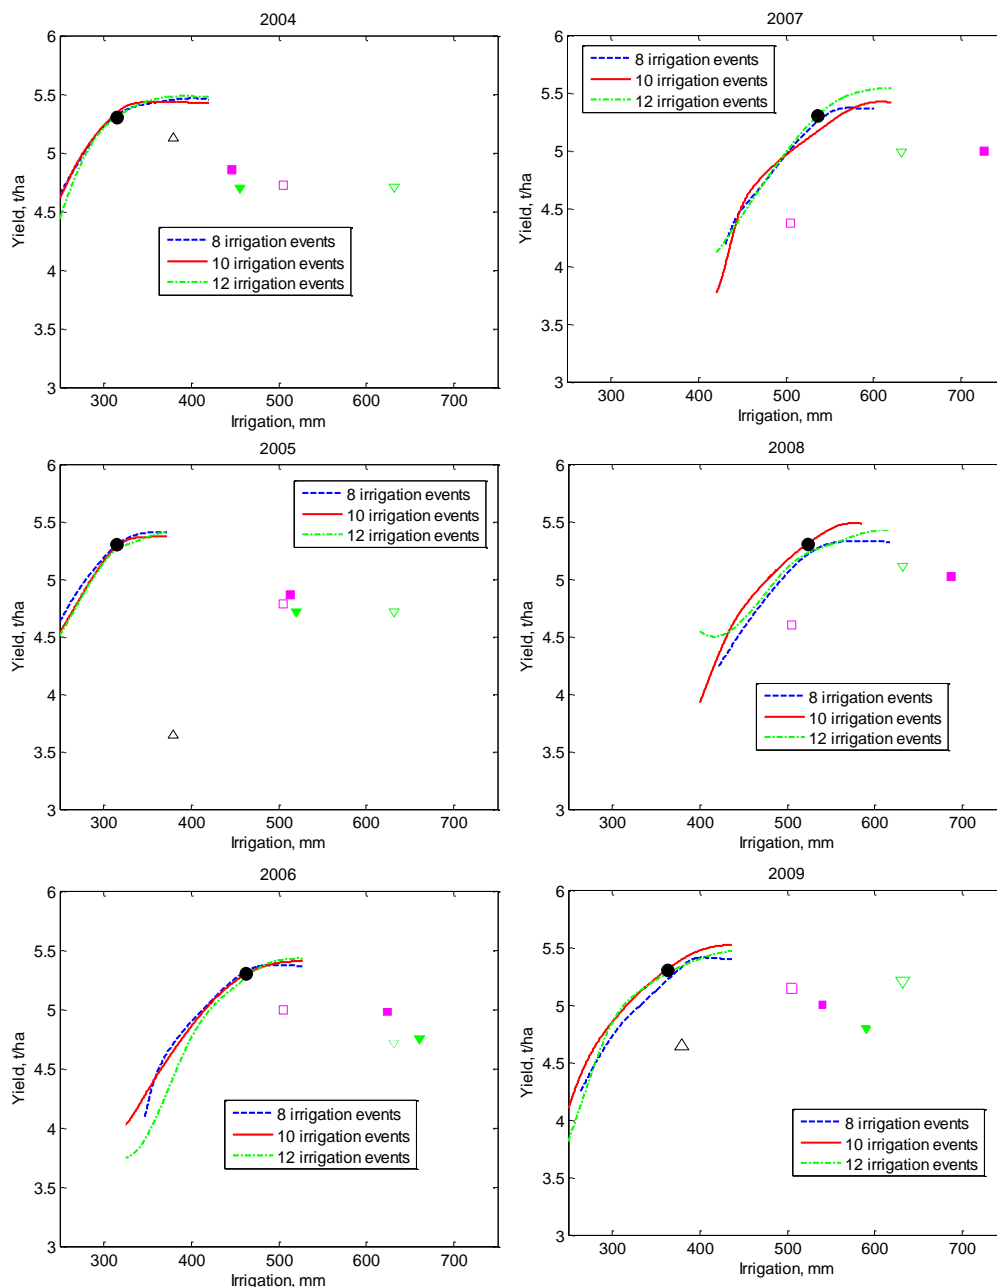 2004
6
5.5
5
4.5
4
3.5
3
Yield, t/ha
8 irrigation events
10 irrigation events
12 irrigation events
300 400 500 600 700
Irrigation, mm
2007
6
5.5
5
4.5
4
3.5
3
Yield, t/ha
8 irrigation events
10 irrigation events
12 irrigation events
300 400 500 600 700
Irrigation, mm
2005
6
5.5
5
4.5
4
3.5
3
Yield, t/ha
8 irrigation events
10 irrigation events
12 irrigation events
300 400 500 600 700
Irrigation, mm
2008
6
5.5
5
4.5
4
3.5
3
Yield, t/ha
8 irrigation events
10 irrigation events
12 irrigation events
300 400 500 600 700
Irrigation, mm
2006
6
5.5
5
4.5
4
3.5
3
Yield, t/ha
8 irrigation events
10 irrigation events
12 irrigation events
300 400 500 600 700
Irrigation, mm
2009
6
5.5
5
4.5
4
3.5
3
Yield, t/ha
8 irrigation events
10 irrigation events
12 irrigation events
300 400 500 600 700
Irrigation, mm